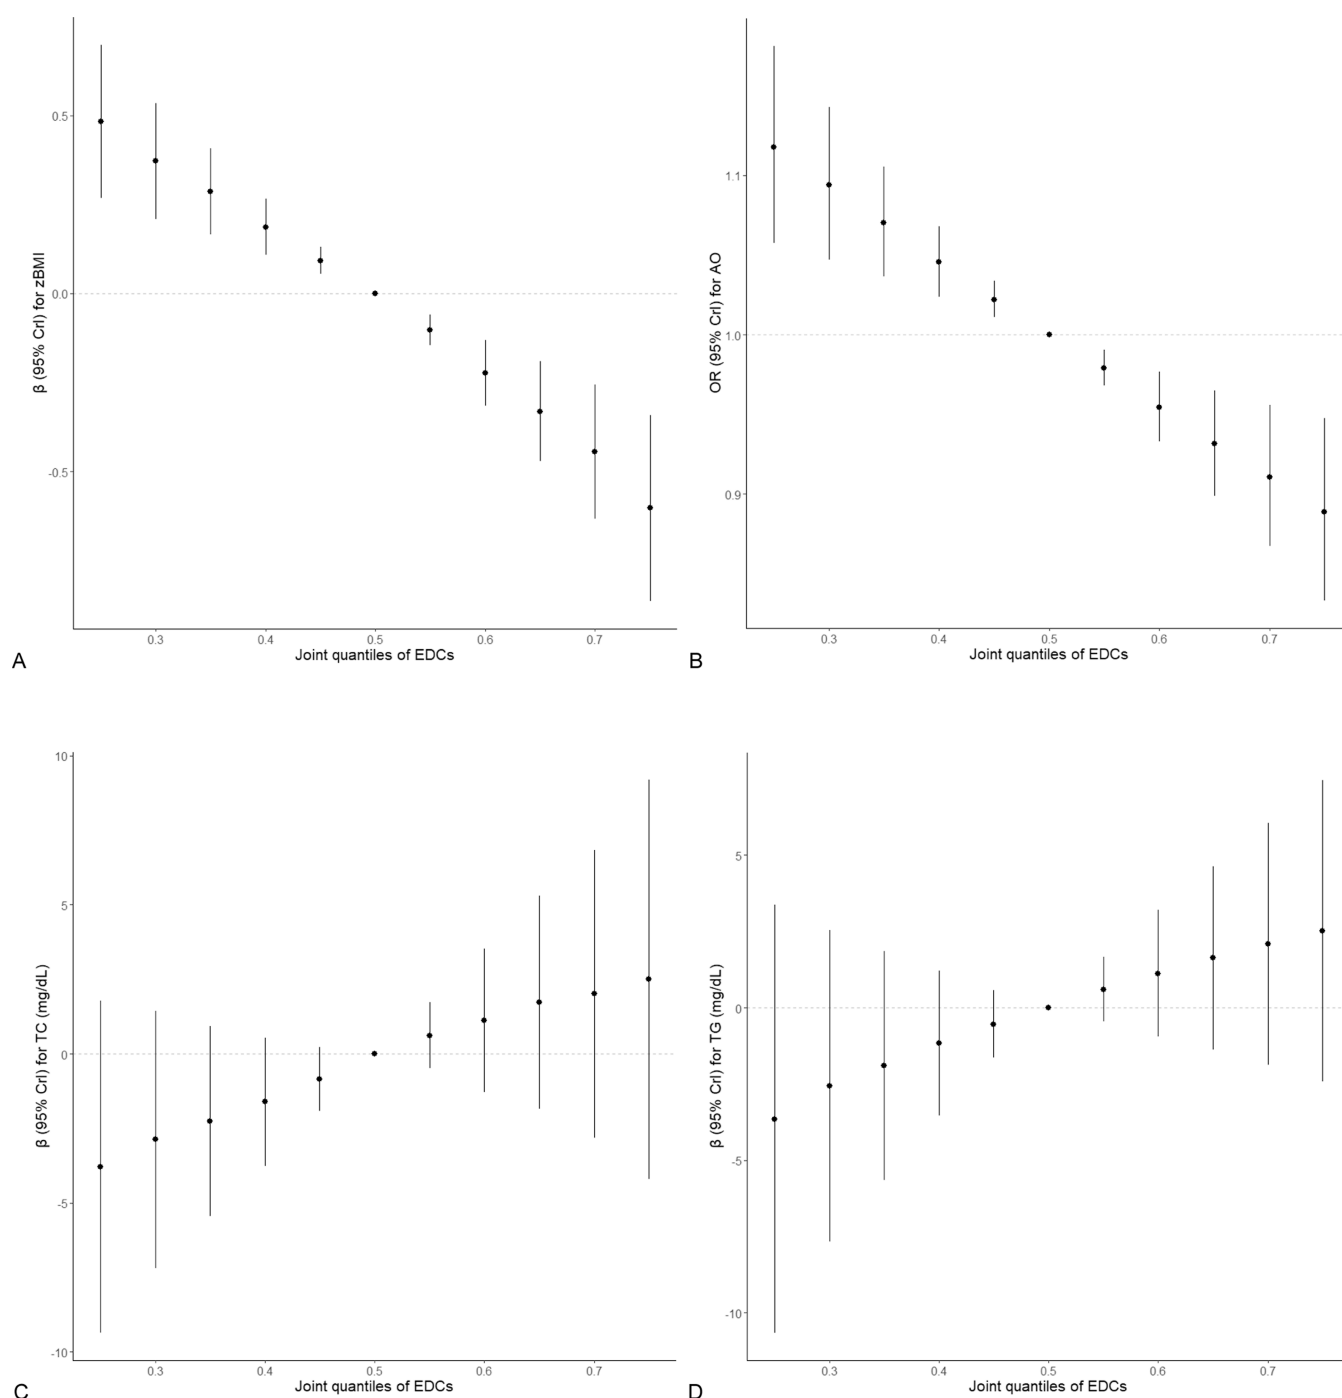 β (95% CrI) for zBMI
0.5
0.0
-0.5
0.3 0.4 0.5 0.6 0.7
Joint quantiles of EDCs
A
OR (95% CrI) for AO
1.1
1.0
0.9
0.3 0.4 0.5 0.6 0.7
Joint quantiles of EDCs
B
β (95% CrI) for TC (mg/dL)
10
5
0
-5
-10
0.3 0.4 0.5 0.6 0.7
Joint quantiles of EDCs
C
β (95% CrI) for TG (mg/dL)
5
0
-5
-10
0.3 0.4 0.5 0.6 0.7
Joint quantiles of EDCs
D